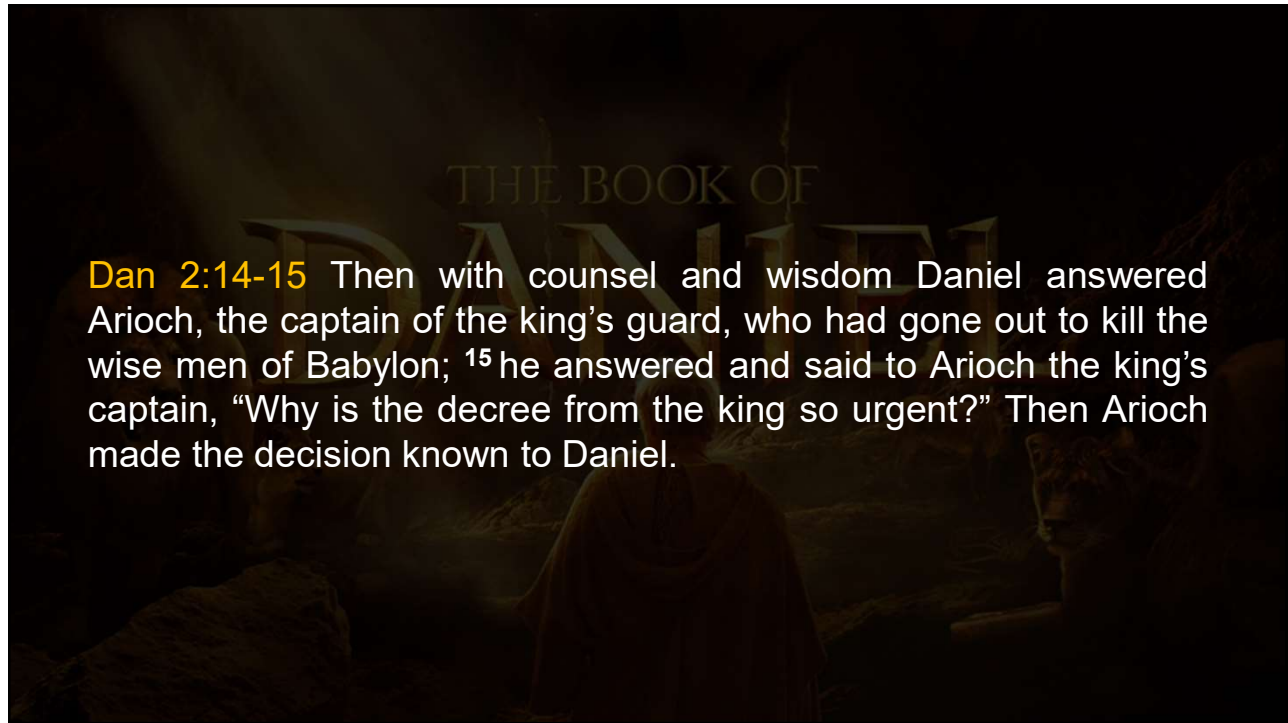 THE BOOK OF
DANIEL
Dan 2:14-15 Then with counsel and wisdom Daniel answered
Arioch, the captain of the king’s guard, who had gone out to kill the
wise men of Babylon; 15 he answered and said to Arioch the king’s
captain, “Why is the decree from the king so urgent?” Then Arioch
made the decision known to Daniel.